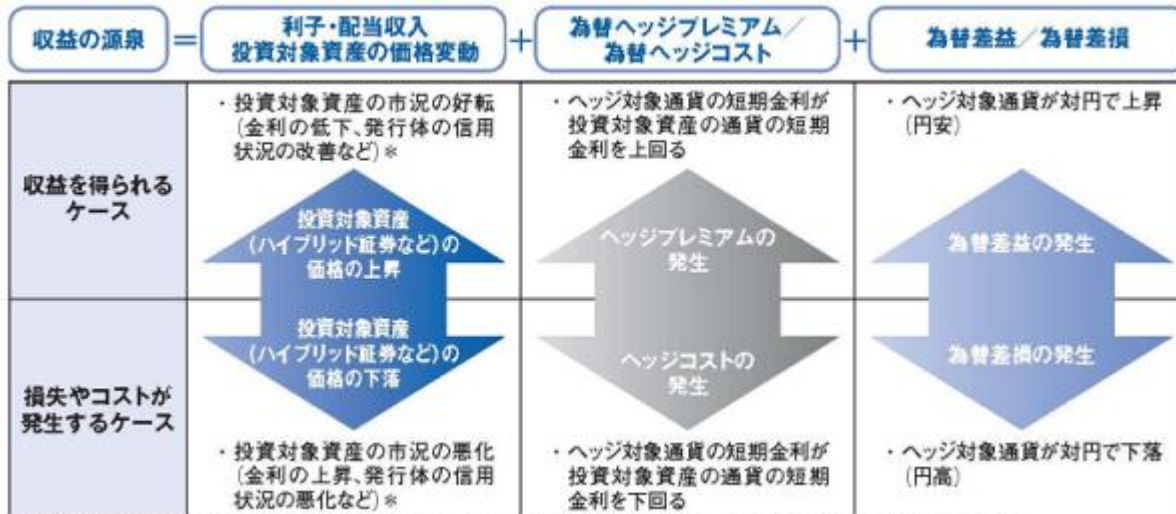 収益の源泉
=
利子・配当収入
投資対象資産の価格変動
+
為替ヘッジプレミアム／
為替ヘッジコスト
+
為替差益／為替差損
収益を得られる
ケース
・投資対象資産の市況の好転
(金利の低下、発行体の信用
状況の改善など)＊
投資対象資産
(ハイブリッド証券など)の
価格の上昇
・ヘッジ対象通貨の短期金利が
投資対象資産の通貨の短期
金利を上回る
ヘッジプレミアムの
発生
・ヘッジ対象通貨が対円で上昇
(円安)
為替差益の発生
損失やコストが
発生するケース
投資対象資産
(ハイブリッド証券など)の
価格の下落
・投資対象資産の市況の悪化
(金利の上昇、発行体の信用
状況の悪化など)＊
ヘッジコストの
発生
・ヘッジ対象通貨の短期金利が
投資対象資産の通貨の短期
金利を下回る
為替差損の発生
・ヘッジ対象通貨が対円で下落
(円高)